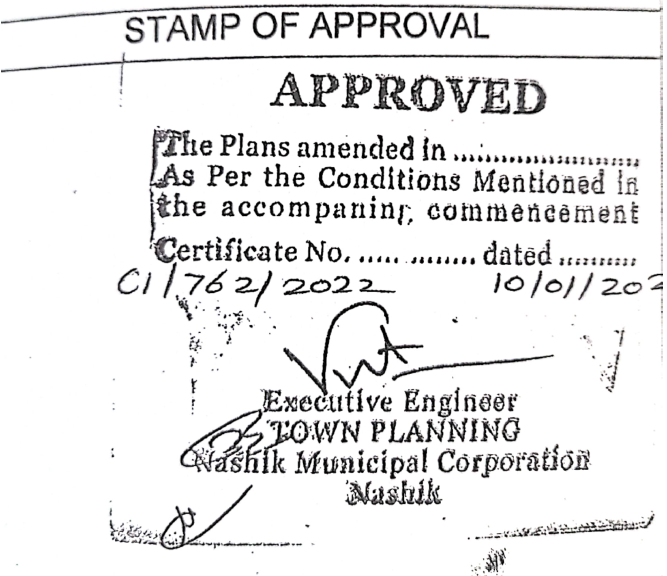 STAMP OF APPROVAL
APPROVED
The Plans amended in ........................
As Per the Conditions Mentioned in
the accompaning commencement
Certificate No. ..... ........ dated ..........
C1/762/2022 10/01/202
Executive Engineer
TOWN PLANNING
Nashik Municipal Corporation
Nashik